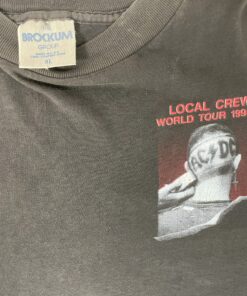 BROCKUM
GROUP
XL
LOCAL CREW
WORLD TOUR 199
AC⚡DC